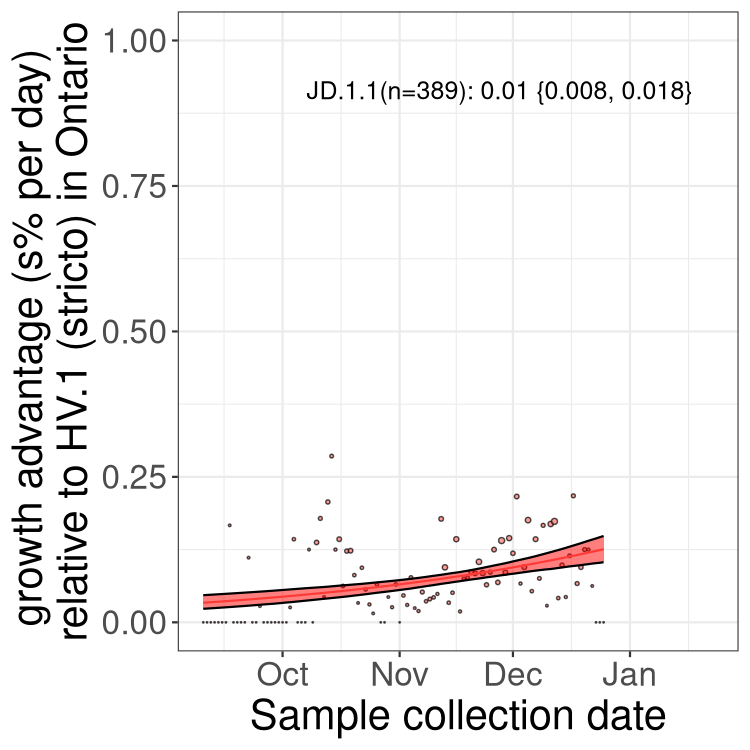 growth advantage (s% per day)
relative to HV.1 (stricto) in Ontario
1.00
0.75
0.50
0.25
0.00
JD.1.1(n=389): 0.01 {0.008, 0.018}
Oct Nov Dec Jan
Sample collection date